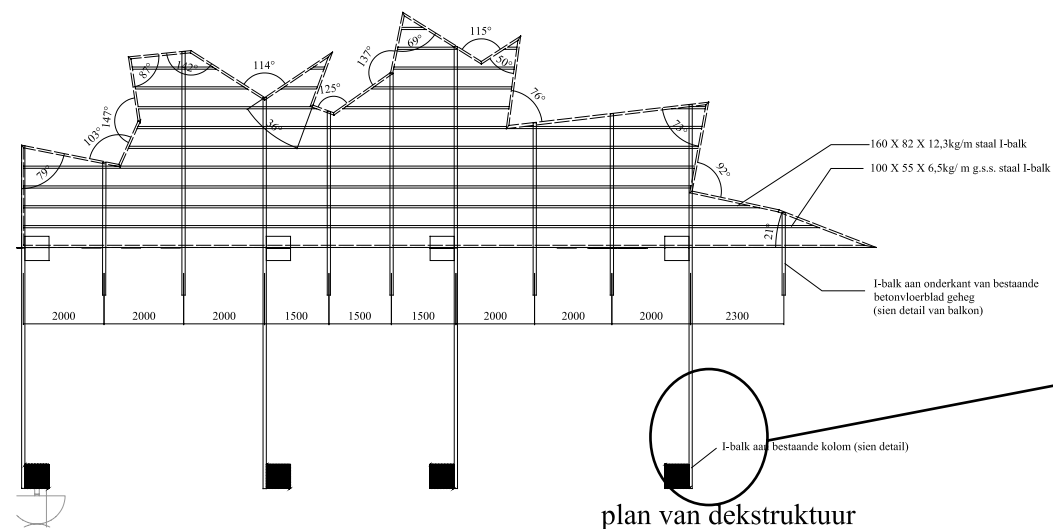 115°
69°
137°
50°
114°
142°
87°
125°
76°
36°
147°
103°
73°
79°
92°
160 X 82 X 12,3kg/m staal I-balk
100 X 55 X 6,5kg/ m g.s.s. staal I-balk
21°
I-balk aan onderkant van bestaande
betonvloerblad geheg
(sien detail van balkon)
2000 2000 2000 1500 1500 1500 2000 2000 2000 2300
I-balk aan bestaande kolom (sien detail)
plan van dekstruktuur